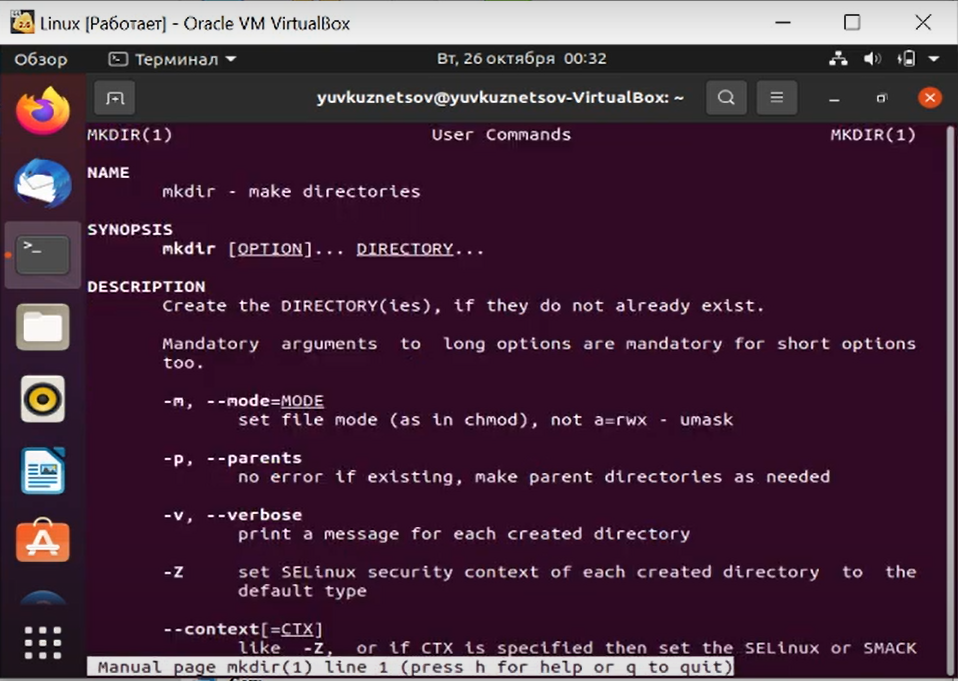 Linux [Работает] - Oracle VM VirtualBox
Обзор Терминал Вт, 26 октября 00:32
yuvkuznetsov@yuvkuznetsov-VirtualBox: ~
MKDIR(1) User Commands MKDIR(1)
NAME
mkdir - make directories
SYNOPSIS
mkdir [OPTION]... DIRECTORY...
DESCRIPTION
Create the DIRECTORY(ies), if they do not already exist.
Mandatory arguments to long options are mandatory for short options
too.
-m, --mode=MODE
set file mode (as in chmod), not a=rwx - umask
-p, --parents
no error if existing, make parent directories as needed
-v, --verbose
print a message for each created directory
-Z set SELinux security context of each created directory to the
default type
--context[=CTX]
like -Z, or if CTX is specified then set the SELinux or SMACK
Manual page mkdir(1) line 1 (press h for help or q to quit)